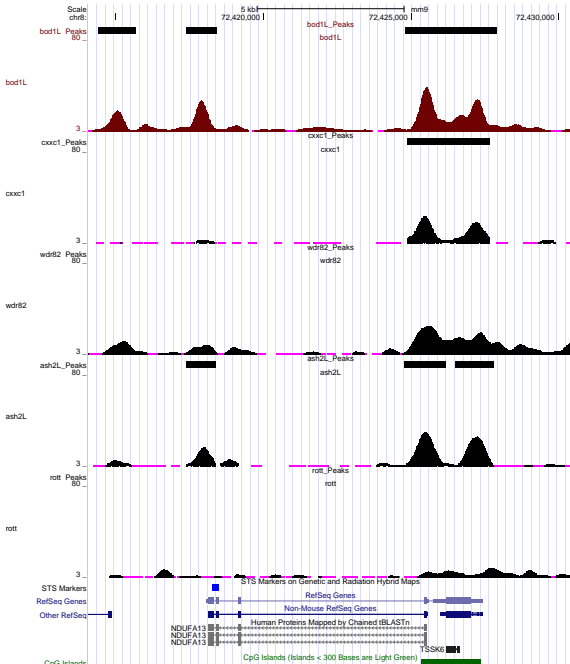 Scale 5 kb mm9
chr8: 72,420,000 72,425,000 72,430,000
bod1L_Peaks
bod1L_Peaks
80 _
bod1L
bod1L
3 _
cxxc1_Peaks
cxxc1_Peaks
80 _
cxxc1
cxxc1
3 _
wdr82_Peaks
wdr82 Peaks
80 _
wdr82
wdr82
3 _
ash2L_Peaks
ash2L_Peaks
80 _
ash2L
ash2L
3 _
rott_Peaks
rott Peaks
80 _
rott
rott
3 _
STS Markers on Genetic and Radiation Hybrid Maps
STS Markers
RefSeq Genes
RefSeq Genes
Non-Mouse RefSeq Genes
Other RefSeq
Human Proteins Mapped by Chained tBLASTn
NDUFA13
NDUFA13
NDUFA13
TSSK6
CpG Islands (Islands < 300 Bases are Light Green)
CpG Islands